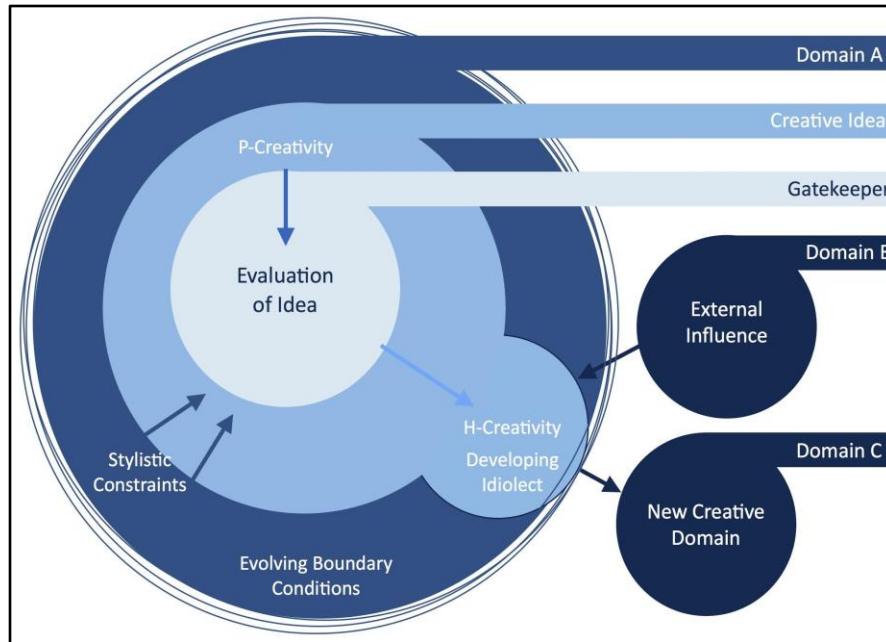 Domain A
Creative Idea
P-Creativity
Gatekeeper
Evaluation
of Idea
Domain B
External
Influence
H-Creativity
Developing
Idiolect
Domain C
Stylistic
Constraints
New Creative
Domain
Evolving Boundary
Conditions